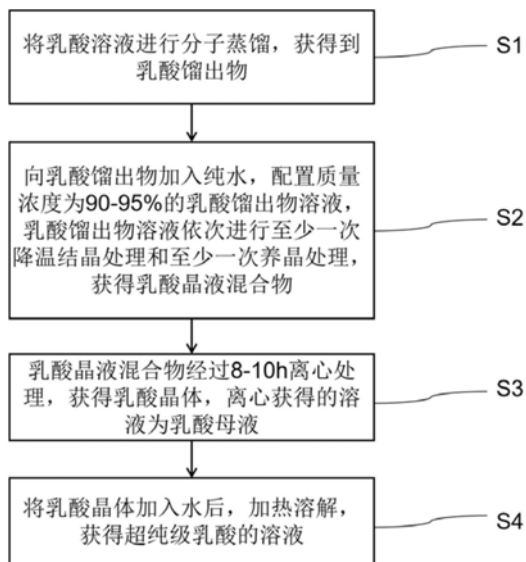 将乳酸溶液进行分子蒸馏，获得到
乳酸馏出物
S1
向乳酸馏出物加入纯水，配置质量
浓度为90-95%的乳酸馏出物溶液，
乳酸馏出物溶液依次进行至少一次
降温结晶处理和至少一次养晶处理，
获得乳酸晶液混合物
S2
乳酸晶液混合物经过8-10h离心处
理，获得乳酸晶体，离心获得的溶
液为乳酸母液
S3
将乳酸晶体加入水后，加热溶解，
获得超纯级乳酸的溶液
S4